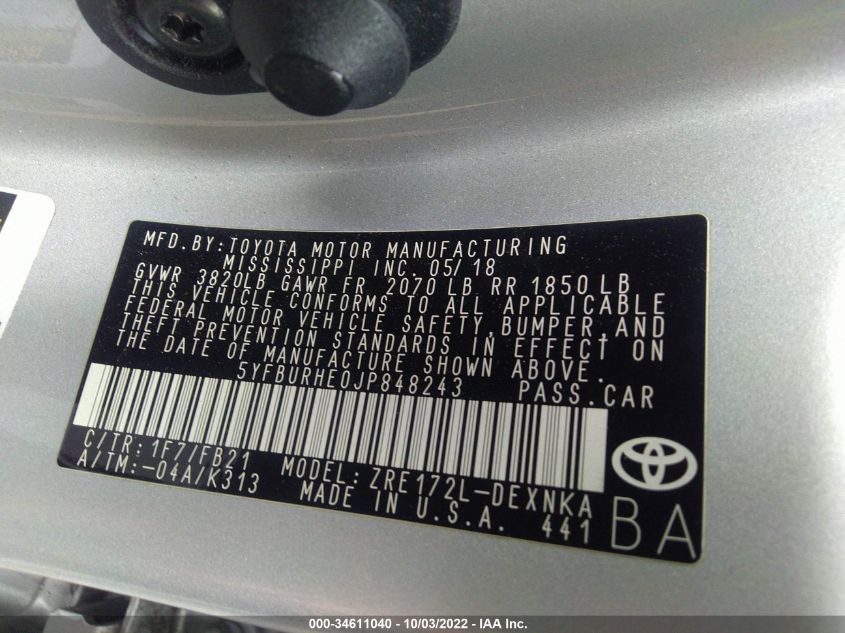 MFD.BY:TOYOTA MOTOR MANUFACTURING
MISSISSIPPI INC. 05/18
GVWR 3820LB GAWR FR 2070 LB RR 1850 LB
THIS VEHICLE CONFORMS TO ALL APPLICABLE
FEDERAL MOTOR VEHICLE SAFETY,BUMPER,AND
THEFT PREVENTION STANDARDS IN EFFECT ON
THE DATE OF MANUFACTURE SHOWN ABOVE.
5YFBURHE0JP848243 PASS.CAR
C/TR:1F7/FB21 MODEL:ZRE172L-DEXNKA
A/TM:-04A/K313 MADE IN U.S.A. 441
BA
000-34611040 - 10/03/2022 - IAA Inc.